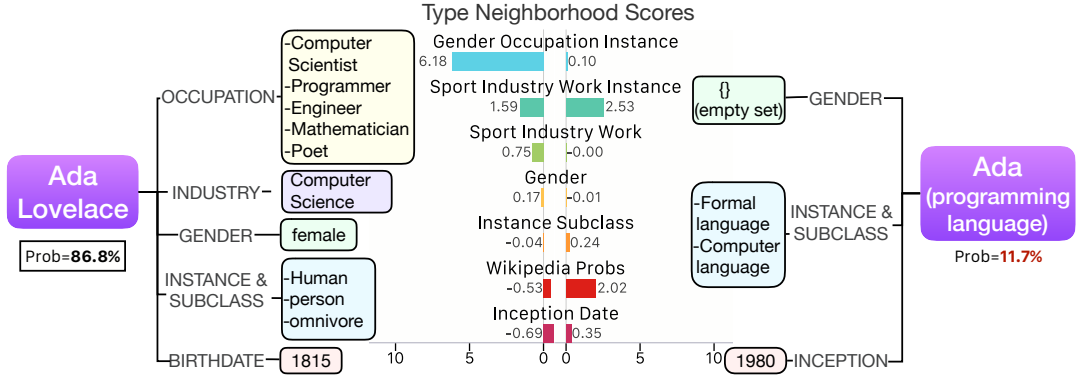 Type Neighborhood Scores
Ada
Lovelace
Prob=86.8%
OCCUPATION
-Computer
Scientist
-Programmer
-Engineer
-Mathematician
-Poet
INDUSTRY
Computer
Science
GENDER
female
INSTANCE &
SUBCLASS
-Human
-person
-omnivore
BIRTHDATE
1815
Gender Occupation Instance
6.18 0.10
Sport Industry Work Instance
1.59 2.53
Sport Industry Work
0.75 -0.00
Gender
0.17 -0.01
Instance Subclass
-0.04 0.24
Wikipedia Probs
-0.53 2.02
Inception Date
-0.69 0.35
10 5 0 0 5 10
{}
(empty set)
GENDER
-Formal
language
-Computer
language
INSTANCE &
SUBCLASS
1980
INCEPTION
Ada
(programming
language)
Prob=11.7%